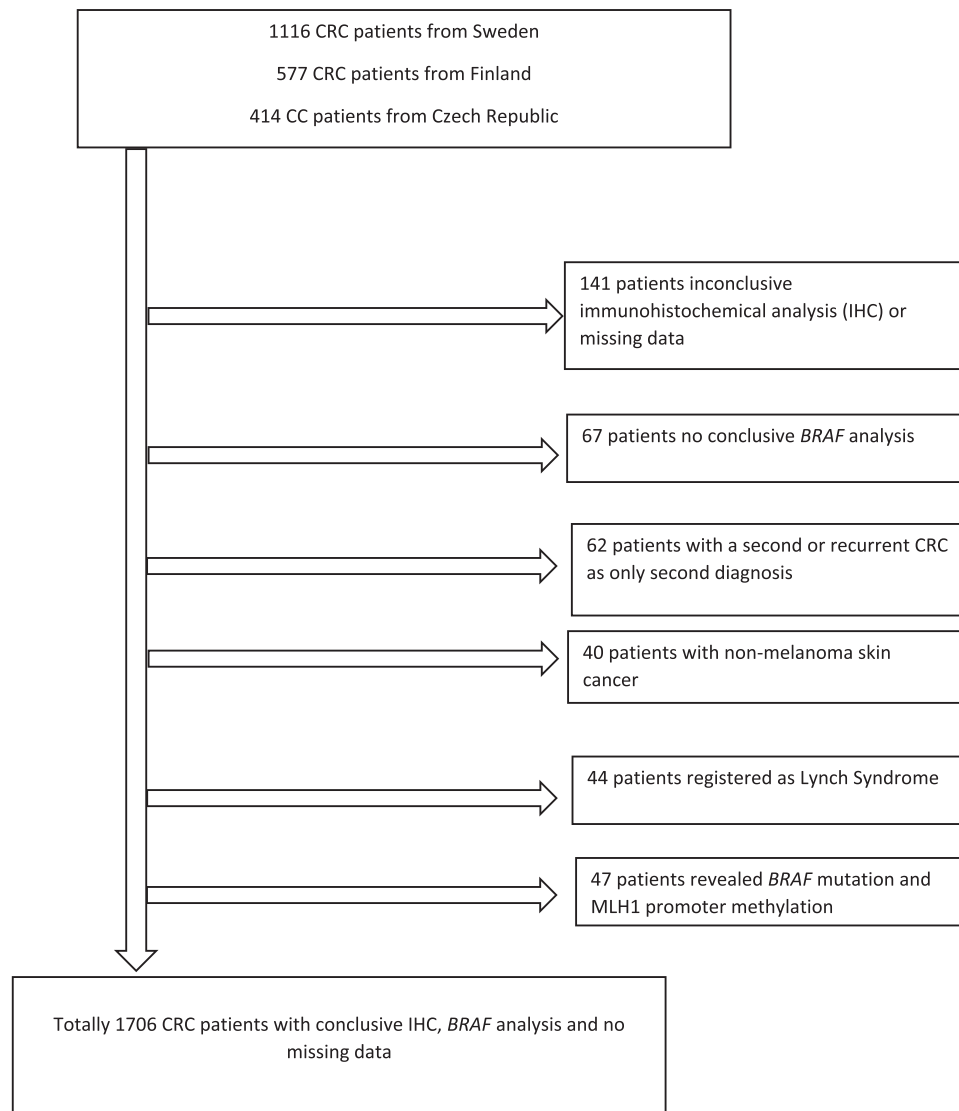 1116 CRC patients from Sweden
577 CRC patients from Finland
414 CC patients from Czech Republic
141 patients inconclusive
immunohistochemical analysis (IHC) or
missing data
67 patients no conclusive BRAF analysis
62 patients with a second or recurrent CRC
as only second diagnosis
40 patients with non-melanoma skin
cancer
44 patients registered as Lynch Syndrome
47 patients revealed BRAF mutation and
MLH1 promoter methylation
Totally 1706 CRC patients with conclusive IHC, BRAF analysis and no
missing data